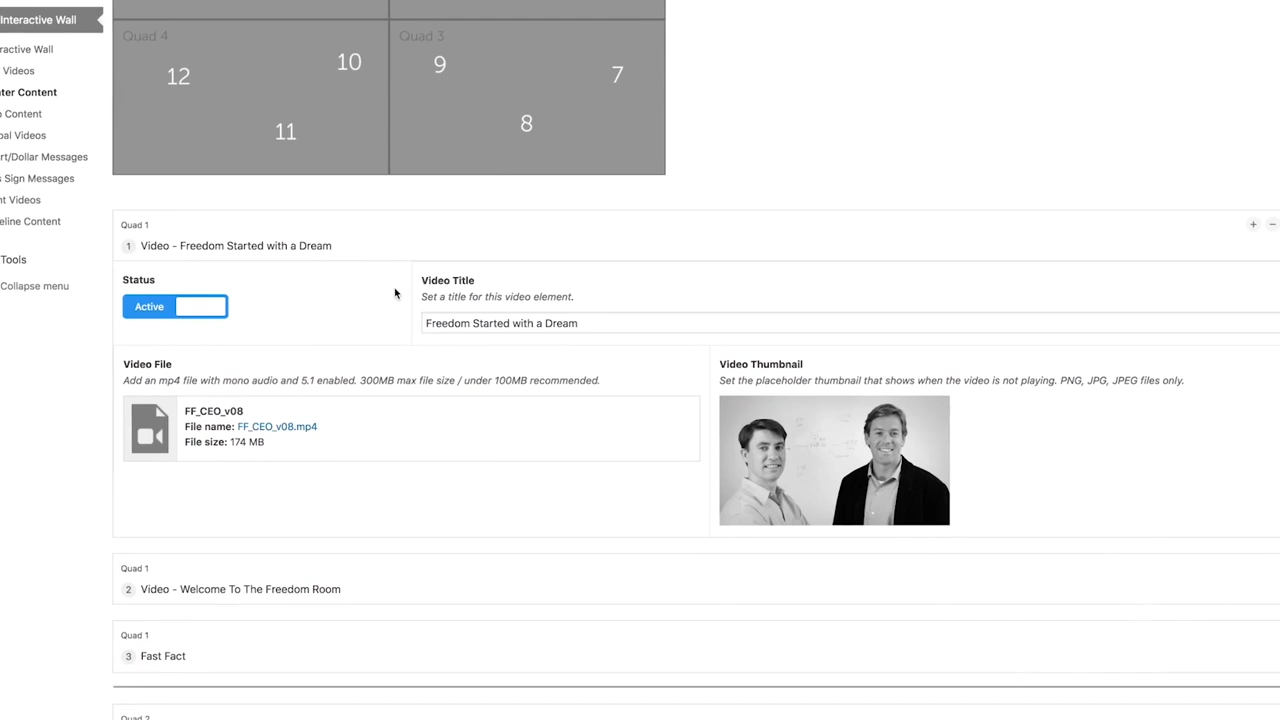 Interactive Wall
ractive Wall
Videos
ter Content
Content
bal Videos
rt/Dollar Messages
s Sign Messages
nt Videos
eline Content
Tools
Collapse menu
Quad 4
Quad 3
12
10
9
7
11
8
Quad 1
+ −
1 Video - Freedom Started with a Dream
Status
Active
Video Title
Set a title for this video element.
Freedom Started with a Dream
Video File
Add an mp4 file with mono audio and 5.1 enabled. 300MB max file size / under 100MB recommended.
FF_CEO_v08
File name: FF_CEO_v08.mp4
File size: 174 MB
Video Thumbnail
Set the placeholder thumbnail that shows when the video is not playing. PNG, JPG, JPEG files only.
Quad 1
2 Video - Welcome To The Freedom Room
Quad 1
3 Fast Fact
Quad 2